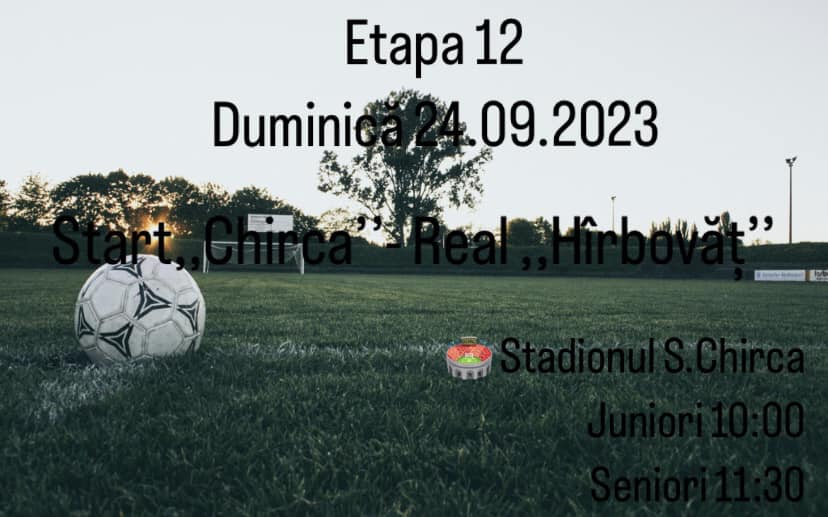 Etapa 12
Duminică 24.09.2023
Start,,Chirca’’- Real ,,Hîrbovăț’’
Stadionul S.Chirca
Juniori 10:00
Seniori 11:30